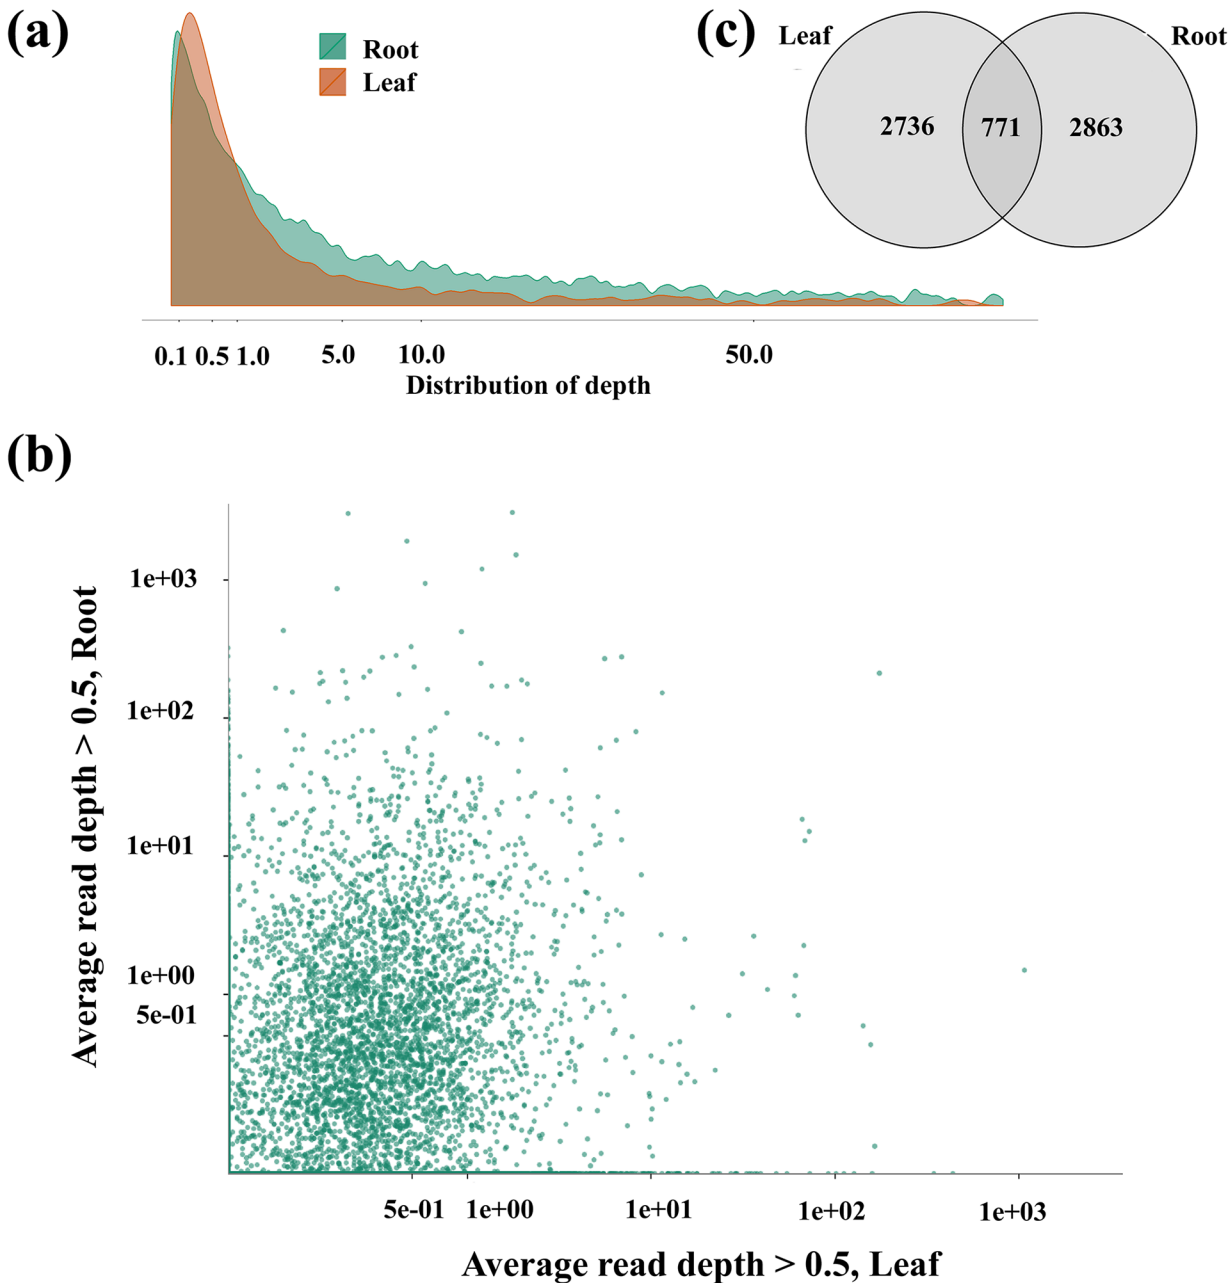 (a)
Root
Leaf
0.1 0.5 1.0 5.0 10.0 50.0
Distribution of depth
(c)
Leaf
Root
2736 771 2863
(b)
Average read depth > 0.5, Root
1e+03
1e+02
1e+01
1e+00
5e-01
5e-01 1e+00 1e+01 1e+02 1e+03
Average read depth > 0.5, Leaf